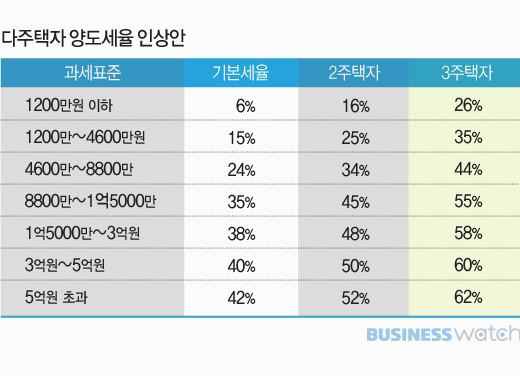 다주택자 양도세율 인상안
과세표준 기본세율 2주택자 3주택자
1200만원 이하 6% 16% 26%
1200만~4600만원 15% 25% 35%
4600만~8800만 24% 34% 44%
8800만~1억5000만 35% 45% 55%
1억5000만~3억원 38% 48% 58%
3억원~5억원 40% 50% 60%
5억원 초과 42% 52% 62%
BUSINESSwatch